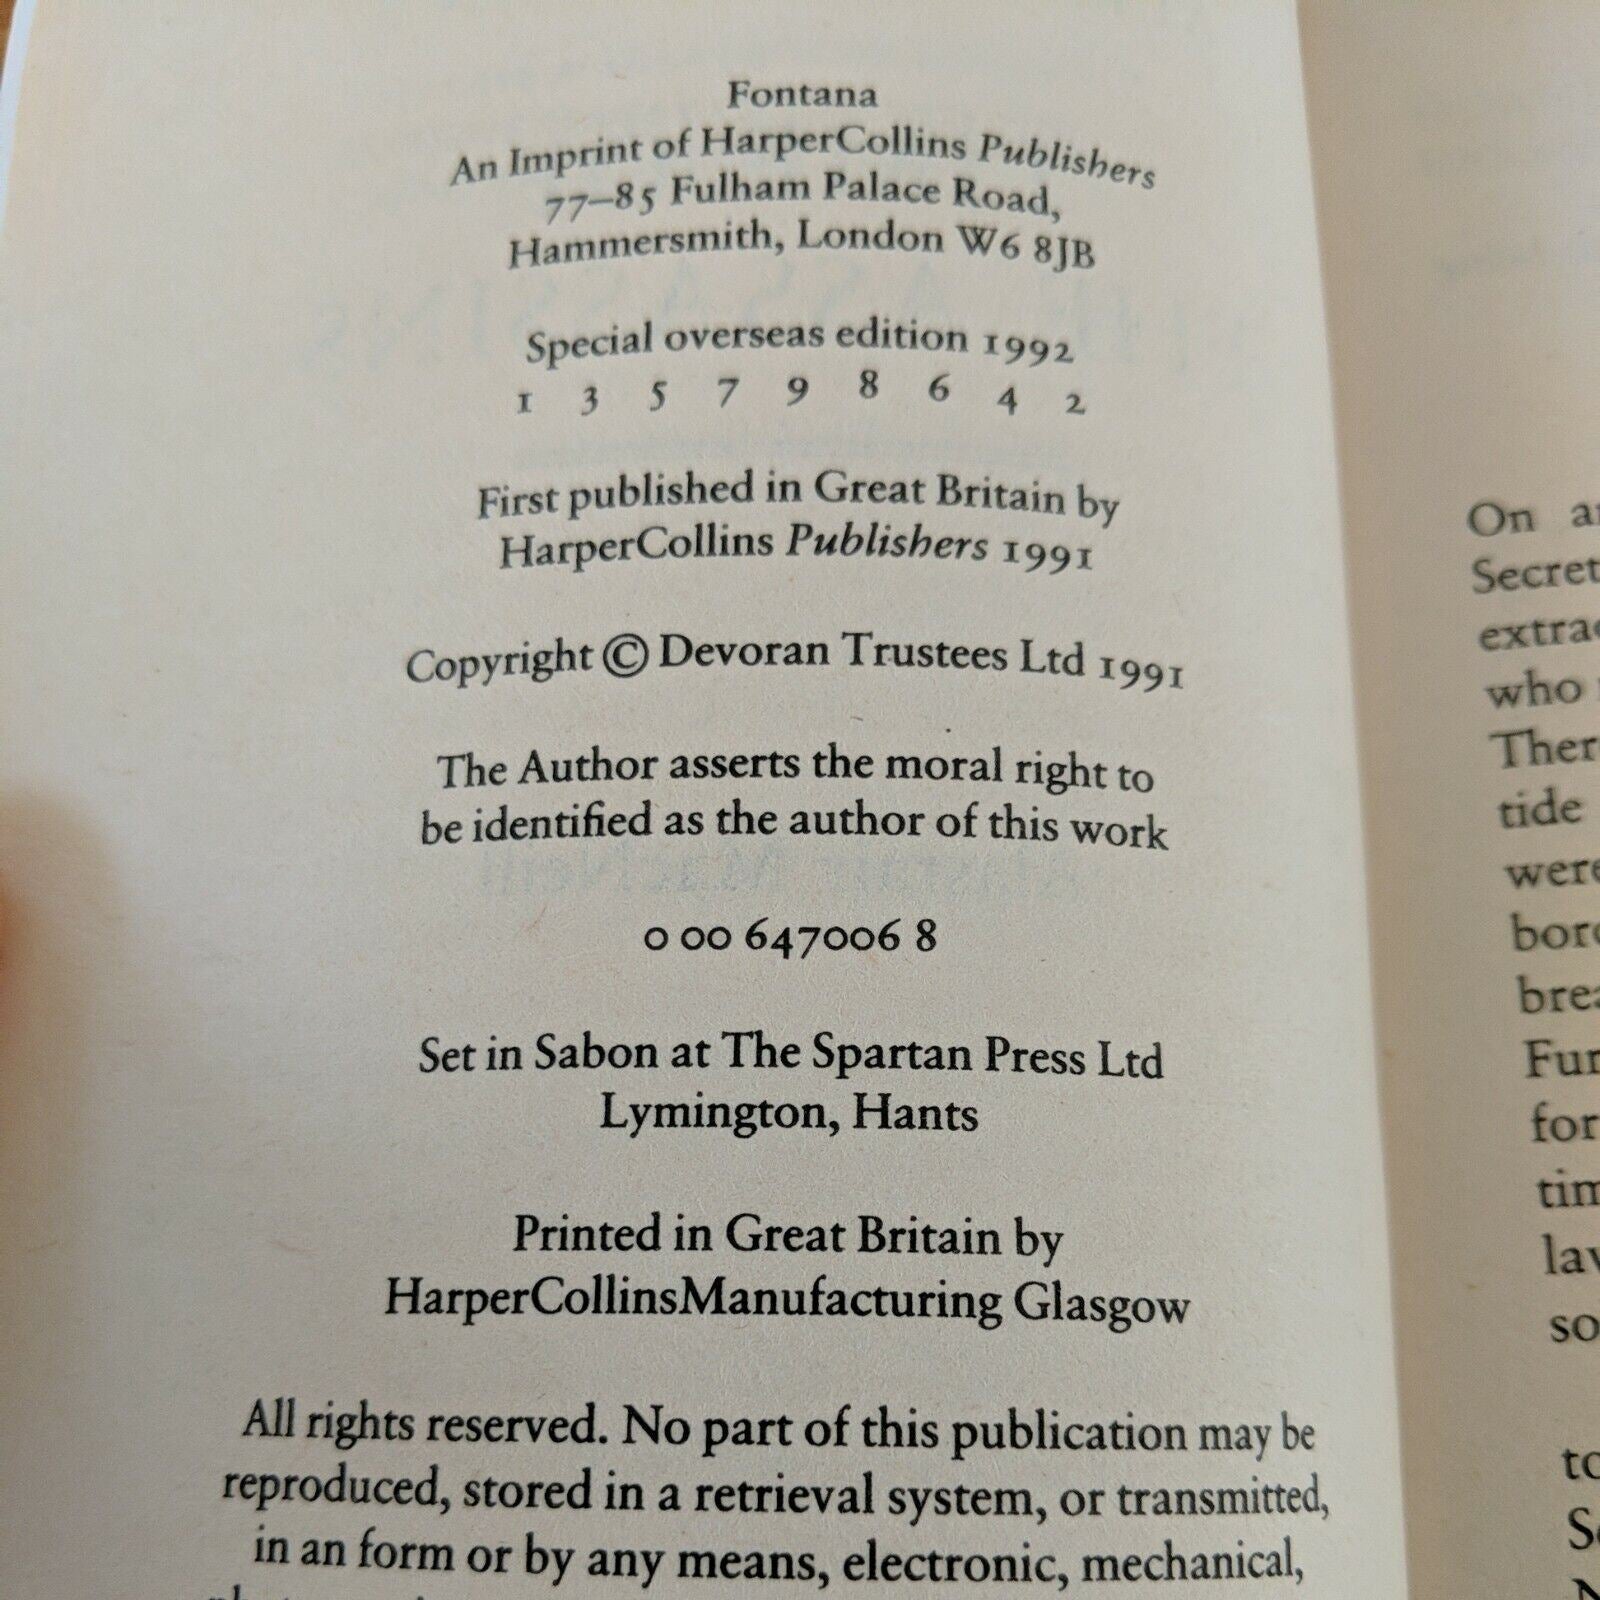 Fontana
An Imprint of HarperCollins Publishers
77–85 Fulham Palace Road,
Hammersmith, London W6 8JB
Special overseas edition 1992
1 3 5 7 9 8 6 4 2
First published in Great Britain by
HarperCollins Publishers 1991
Copyright © Devoran Trustees Ltd 1991
The Author asserts the moral right to
be identified as the author of this work
0 00 647006 8
Set in Sabon at The Spartan Press Ltd
Lymington, Hants
Printed in Great Britain by
HarperCollinsManufacturing Glasgow
All rights reserved. No part of this publication may be
reproduced, stored in a retrieval system, or transmitted,
in an form or by any means, electronic, mechanical,
On
who
tide
for